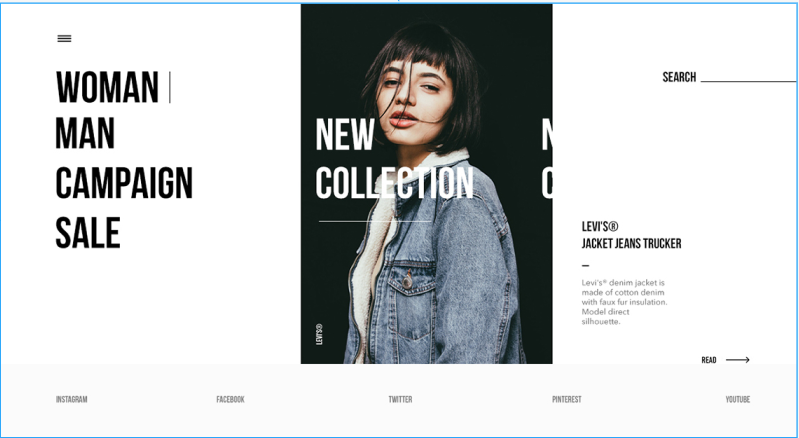 WOMAN |
MAN
CAMPAIGN
SALE
NEW
COLLECTION
N
C
LEVI'S®
SEARCH
LEVI'S®
JACKET JEANS TRUCKER
Levi's® denim jacket is
made of cotton denim
with faux fur insulation.
Model direct
silhouette.
READ
INSTAGRAM
FACEBOOK
TWITTER
PINTEREST
YOUTUBE